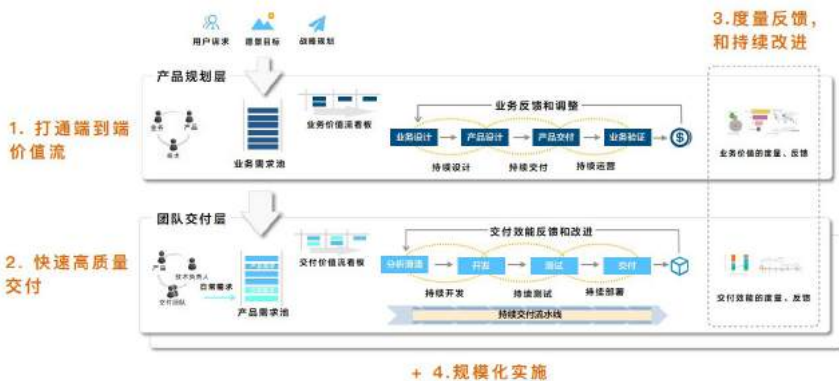 3.度量反馈,
和持续改进
用户诉求
愿景目标
战略规划
产品规划层
1. 打通端到端
价值流
业务
产品
技术
业务需求池
业务价值流看板
业务反馈和调整
业务设计
产品设计
产品交付
业务验证
持续设计
持续交付
持续运营
业务价值的度量、反馈
团队交付层
2. 快速高质量
交付
产品
技术负责人
交付团队
日常需求
产品需求池
交付价值流看板
交付效能反馈和改进
分析澄清
开发
测试
交付
持续开发
持续测试
持续部署
持续交付流水线
交付效能的度量、反馈
+ 4.规模化实施